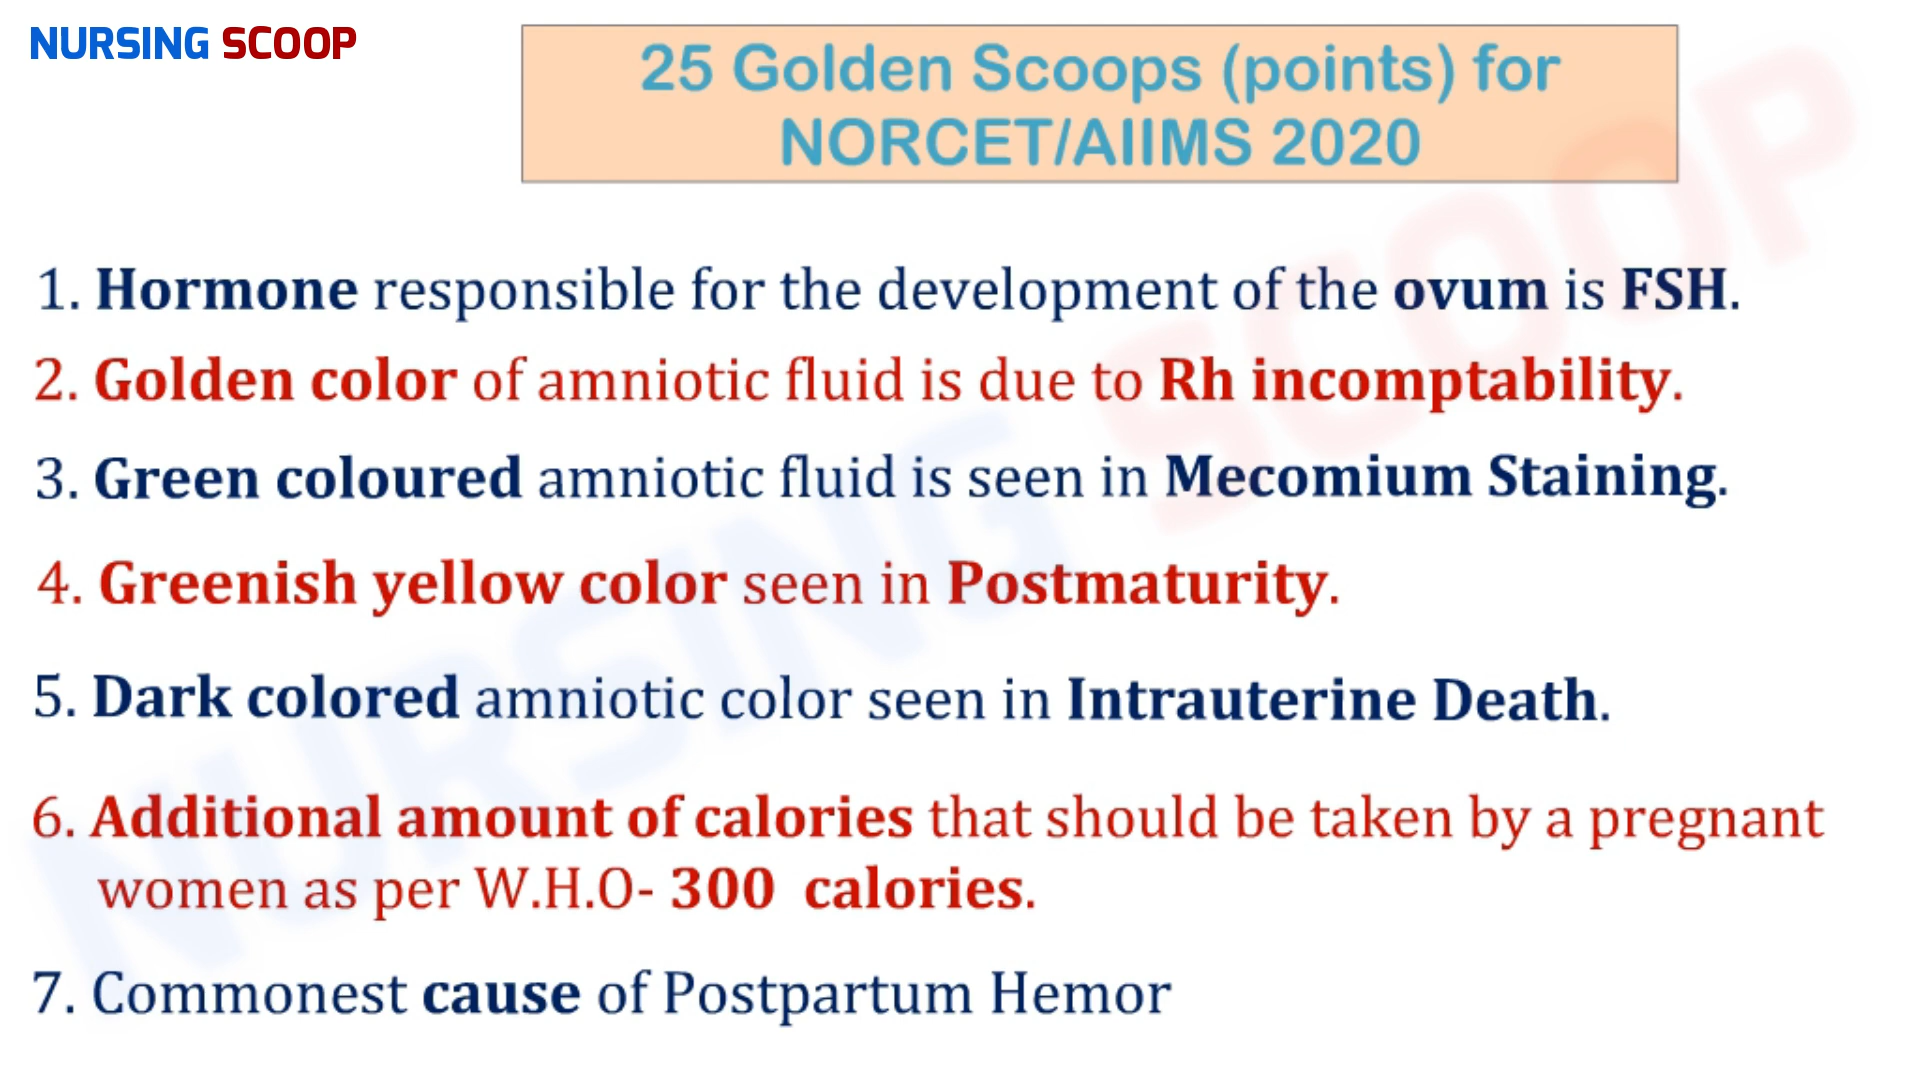 NURSING SCOOP
25 Golden Scoops (points) for
NORCET/AIIMS 2020
1. Hormone responsible for the development of the ovum is FSH.
2. Golden color of amniotic fluid is due to Rh incomptability.
3. Green coloured amniotic fluid is seen in Mecomium Staining.
4. Greenish yellow color seen in Postmaturity.
5. Dark colored amniotic color seen in Intrauterine Death.
6. Additional amount of calories that should be taken by a pregnant
women as per W.H.O- 300 calories.
7. Commonest cause of Postpartum Hemor
NURSING SCOOP